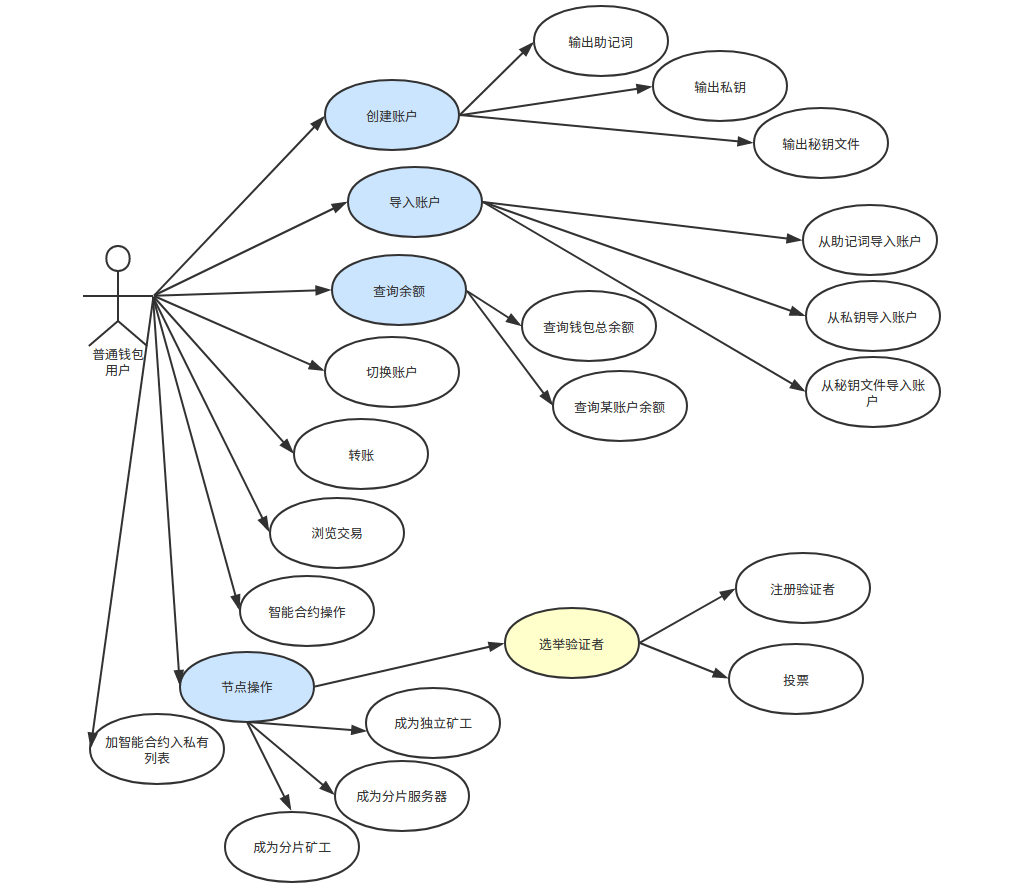 输出助记词
输出私钥
创建账户
输出秘钥文件
导入账户
从助记词导入账户
查询余额
从私钥导入账户
查询钱包总余额
普通钱包
用户
切换账户
从秘钥文件导入账
户
查询某账户余额
转账
浏览交易
注册验证者
智能合约操作
选举验证者
投票
节点操作
成为独立矿工
加智能合约入私有
列表
成为分片服务器
成为分片矿工